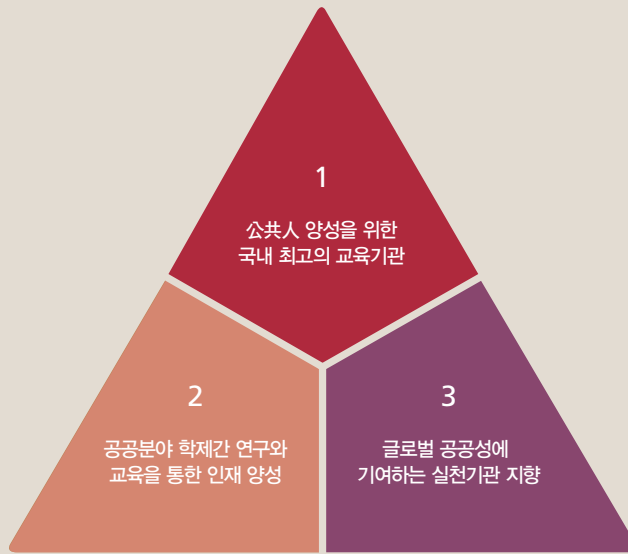 1
公共人 양성을 위한
국내 최고의 교육기관
2
공공분야 학제간 연구와
교육을 통한 인재 양성
3
글로벌 공공성에
기여하는 실천기관 지향